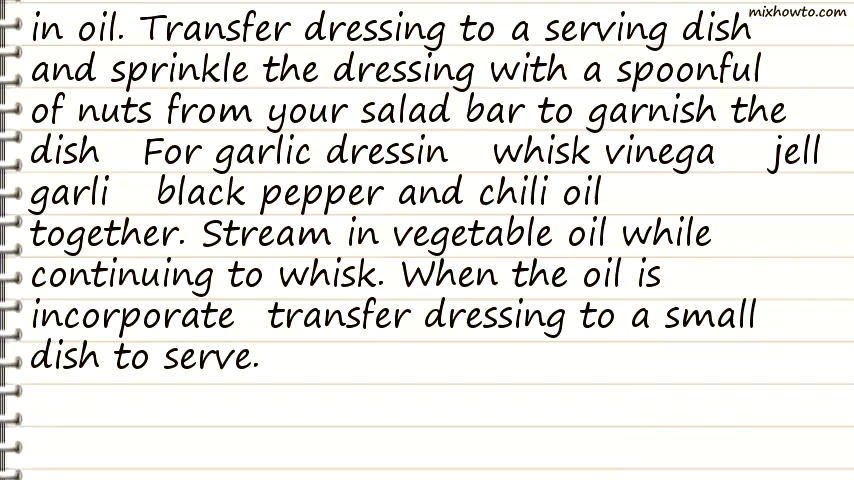 mixhowto.com
in oil. Transfer dressing to a serving dish
and sprinkle the dressing with a spoonful
of nuts from your salad bar to garnish the
dish For garlic dressin whisk vinega jell
garli black pepper and chili oil
together. Stream in vegetable oil while
continuing to whisk. When the oil is
incorporate transfer dressing to a small
dish to serve.